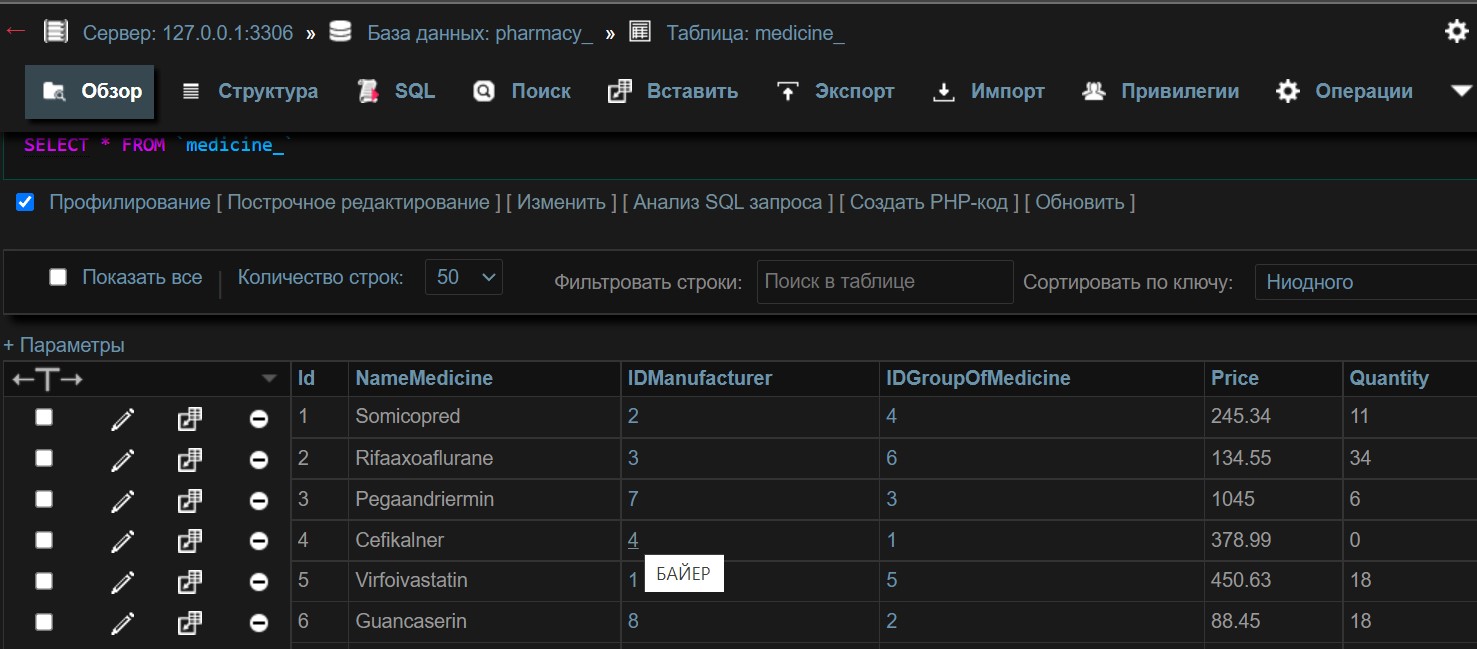 Сервер: 127.0.0.1:3306 » База данных: pharmacy_ » Таблица: medicine_
Обзор Структура SQL Поиск Вставить Экспорт Импорт Привилегии Операции
SELECT * FROM `medicine_`
Профилирование [ Построчное редактирование ] [ Изменить ] [ Анализ SQL запроса ] [ Создать PHP-код ] [ Обновить ]
Показать все | Количество строк: 50 Фильтровать строки: Поиск в таблице Сортировать по ключу: Ниодного
+ Параметры
←T→ Id NameMedicine IDManufacturer IDGroupOfMedicine Price Quantity
1 Somicopred 2 4 245.34 11
2 Rifaaxoaflurane 3 6 134.55 34
3 Pegaandriermin 7 3 1045 6
4 Cefikalner 4 1 378.99 0
БАЙЕР
5 Virfoivastatin 1 5 450.63 18
6 Guancaserin 8 2 88.45 18